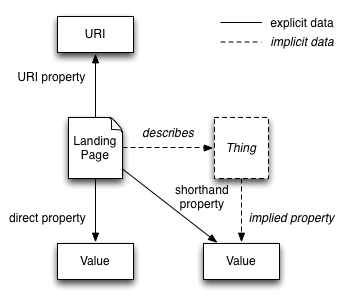 URI
explicit data
implicit data
URI property
Landing
Page
describes
Thing
shorthand
property
direct property
implied property
Value
Value